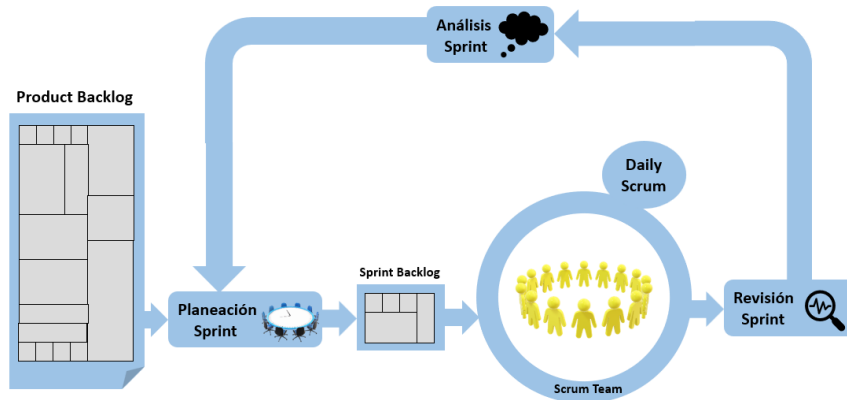 Análisis
Sprint
Product Backlog
Daily
Scrum
Sprint Backlog
Planeación
Sprint
Revisión
Sprint
Scrum Team